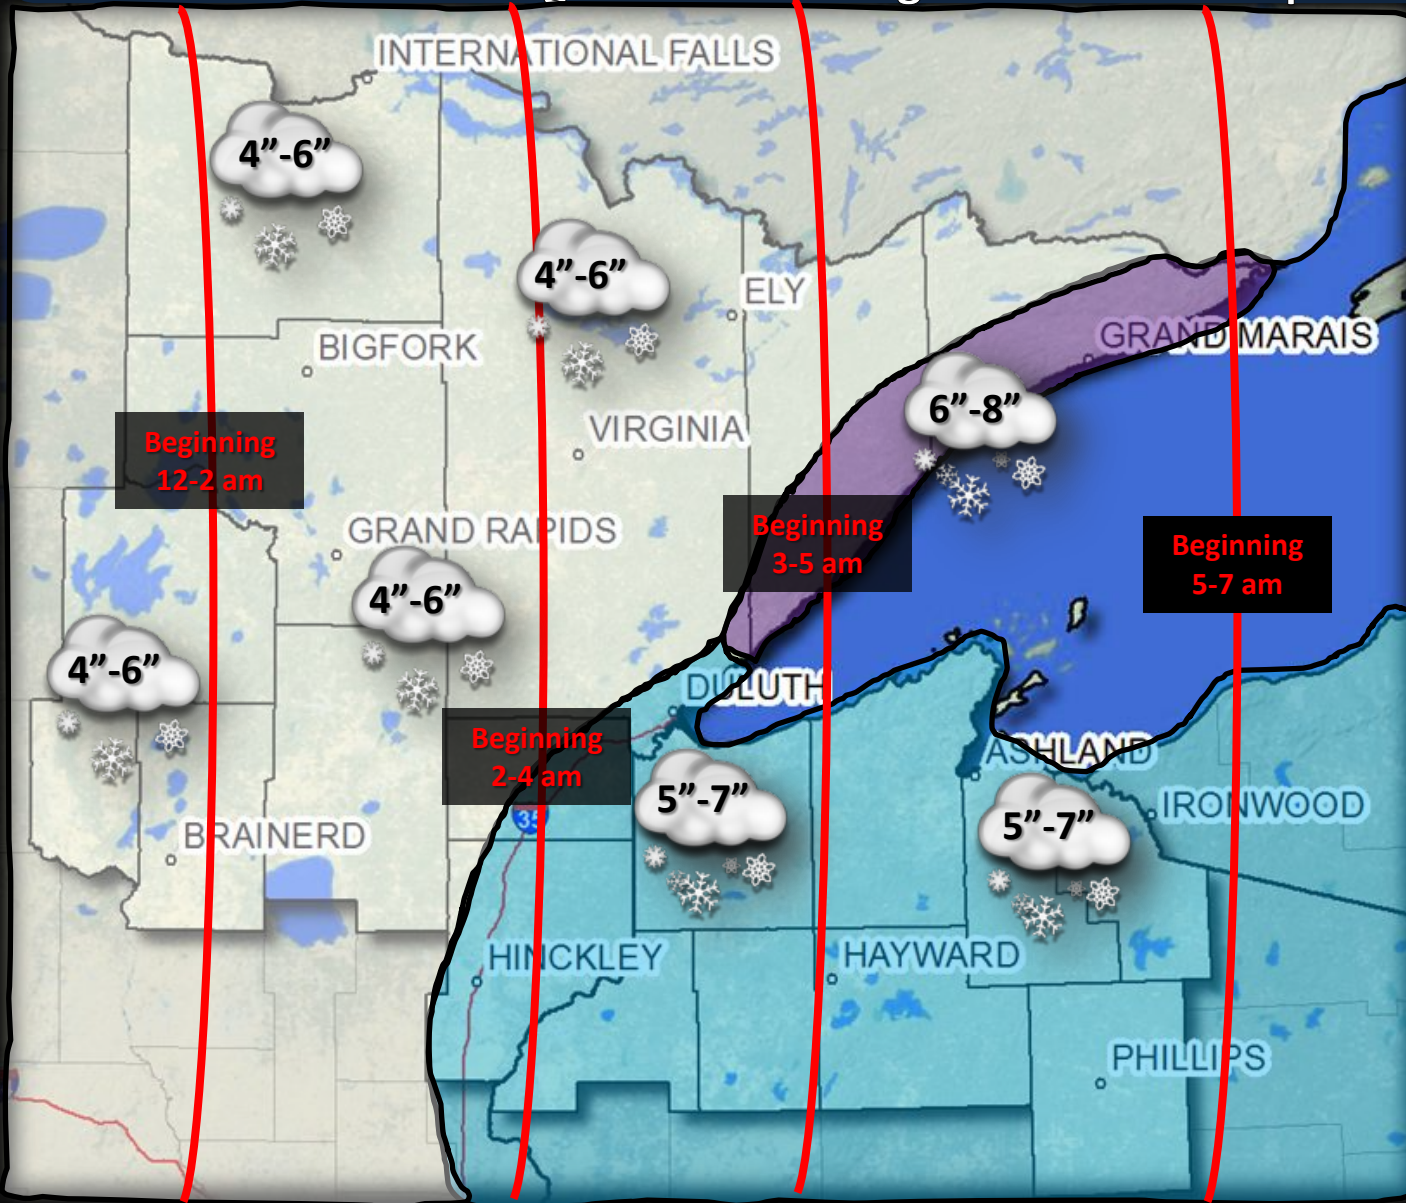 INTERNATIONAL FALLS
4”-6”
4”-6”
ELY
BIGFORK
GRAND MARAIS
6”-8”
VIRGINIA
Beginning
12-2 am
GRAND RAPIDS
Beginning
3-5 am
Beginning
5-7 am
4”-6”
4”-6”
DULUTH
Beginning
2-4 am
ASHLAND
5”-7”
IRONWOOD
35
5”-7”
BRAINERD
HINCKLEY
HAYWARD
PHILLIPS